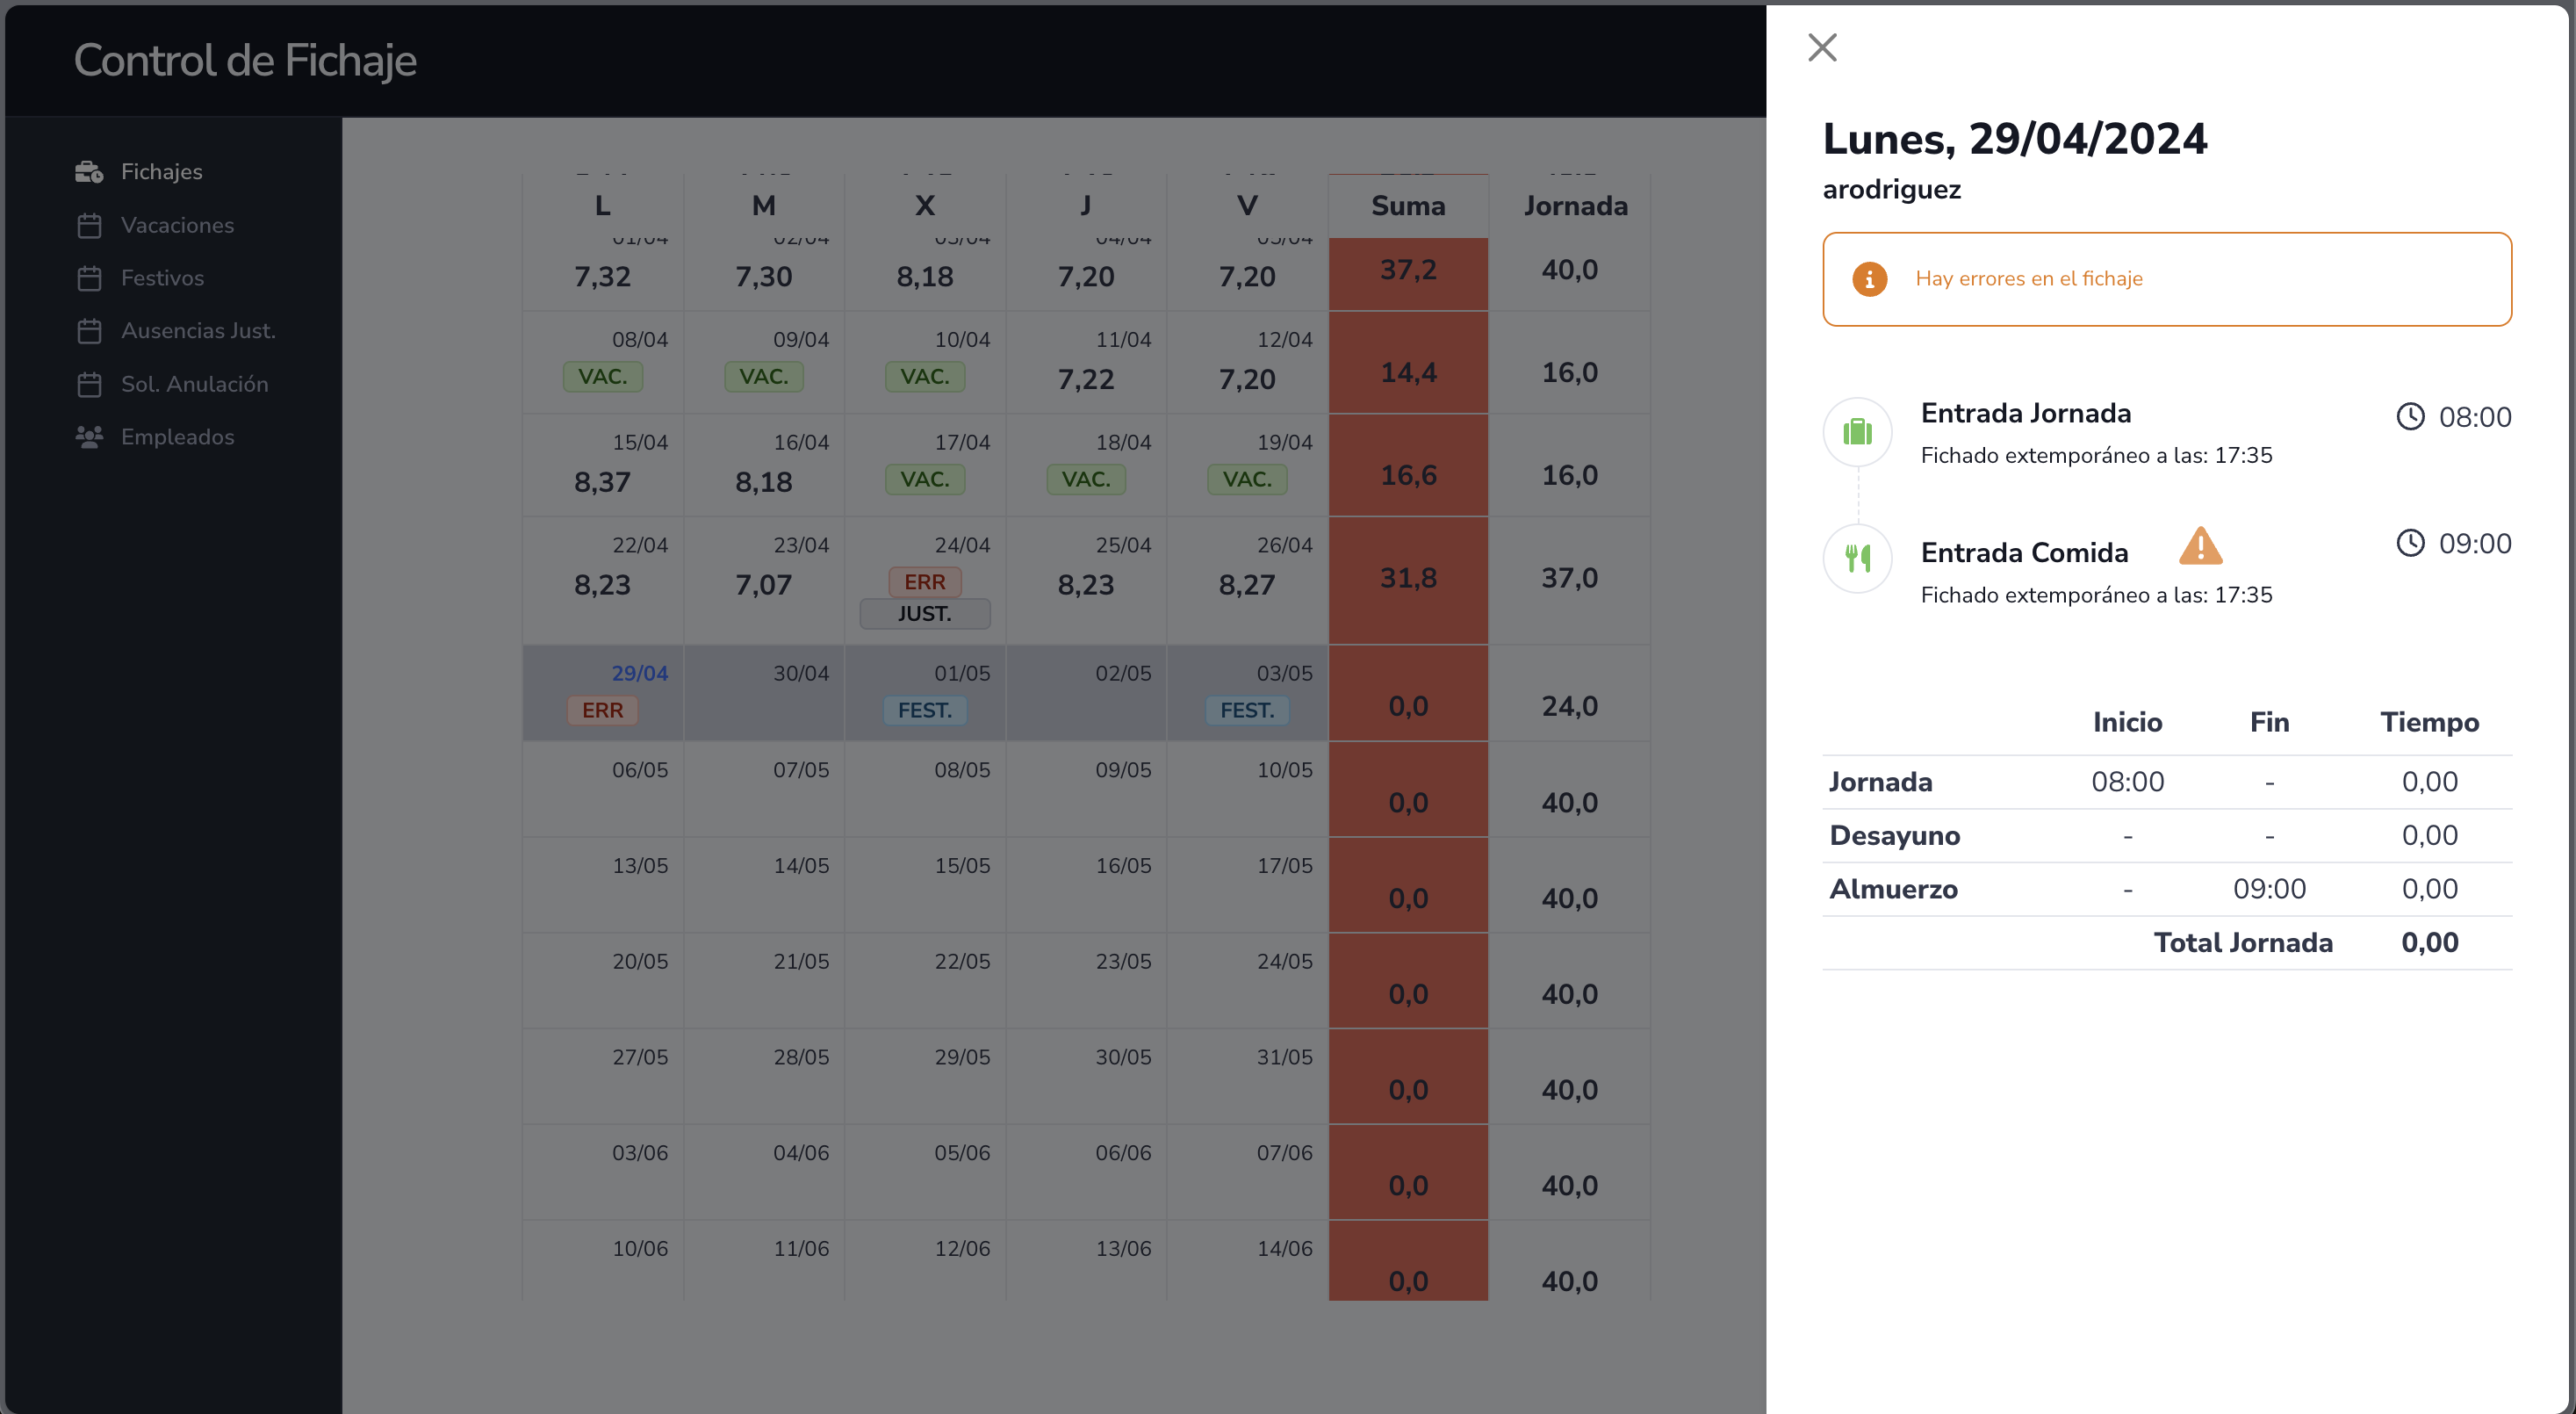 Control de Fichaje
Fichajes
Vacaciones
Festivos
Ausencias Just.
Sol. Anulación
Empleados
L M X J V Suma Jornada
01/04 02/04 03/04 04/04 05/04
7,32 7,30 8,18 7,20 7,20 37,2 40,0
08/04 09/04 10/04 11/04 12/04
VAC. VAC. VAC. 7,22 7,20 14,4 16,0
15/04 16/04 17/04 18/04 19/04
8,37 8,18 VAC. VAC. VAC. 16,6 16,0
22/04 23/04 24/04 25/04 26/04
8,23 7,07 ERR 8,23 8,27 31,8 37,0
JUST.
29/04 30/04 01/05 02/05 03/05
ERR FEST. FEST. 0,0 24,0
06/05 07/05 08/05 09/05 10/05
0,0 40,0
13/05 14/05 15/05 16/05 17/05
0,0 40,0
20/05 21/05 22/05 23/05 24/05
0,0 40,0
27/05 28/05 29/05 30/05 31/05
0,0 40,0
03/06 04/06 05/06 06/06 07/06
0,0 40,0
10/06 11/06 12/06 13/06 14/06
0,0 40,0
Lunes, 29/04/2024
arodriguez
Hay errores en el fichaje
Entrada Jornada 08:00
Fichado extemporáneo a las: 17:35
Entrada Comida 09:00
Fichado extemporáneo a las: 17:35
Inicio Fin Tiempo
Jornada 08:00 - 0,00
Desayuno - - 0,00
Almuerzo - 09:00 0,00
Total Jornada 0,00